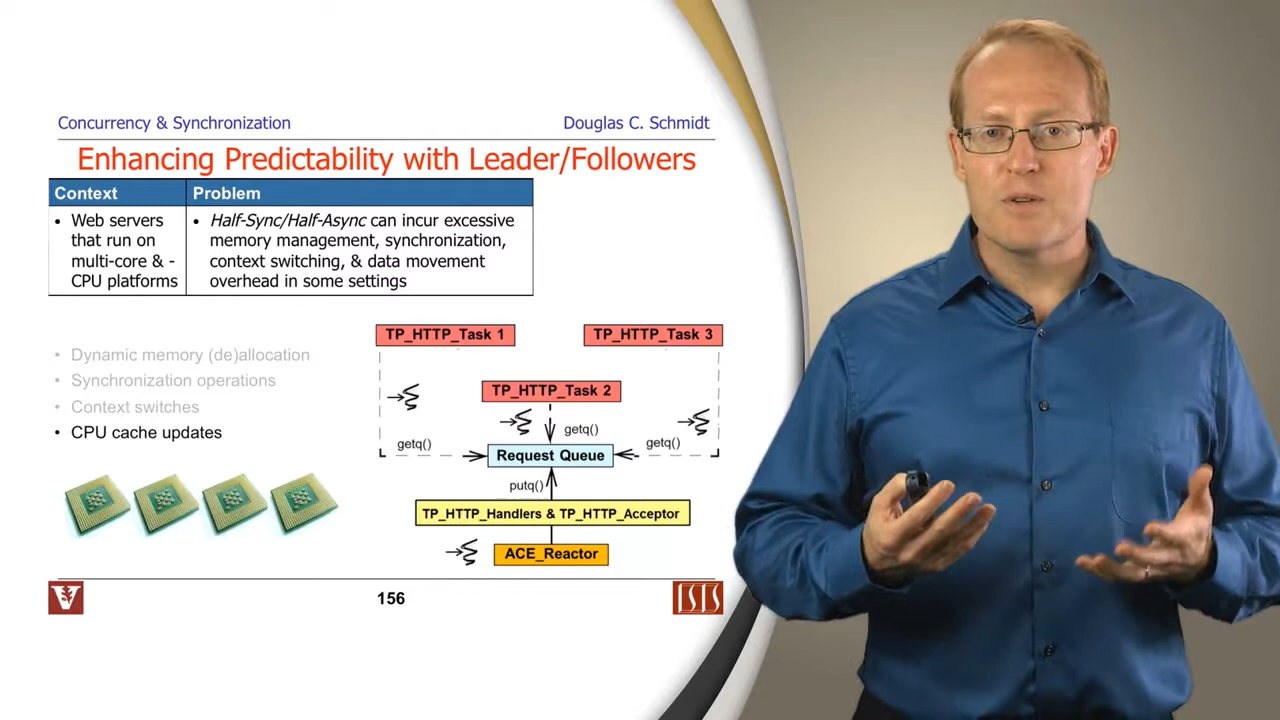 Concurrency & Synchronization
Douglas C. Schmidt
Enhancing Predictability with Leader/Followers
Context
Problem
• Web servers
that run on
multi-core & -
CPU platforms
• Half-Sync/Half-Async can incur excessive
memory management, synchronization,
context switching, & data movement
overhead in some settings
• Dynamic memory (de)allocation
• Synchronization operations
• Context switches
• CPU cache updates
TP_HTTP_Task 1
TP_HTTP_Task 3
TP_HTTP_Task 2
getq()
getq()
getq()
Request Queue
putq()
TP_HTTP_Handlers & TP_HTTP_Acceptor
ACE_Reactor
V
156
ISIS